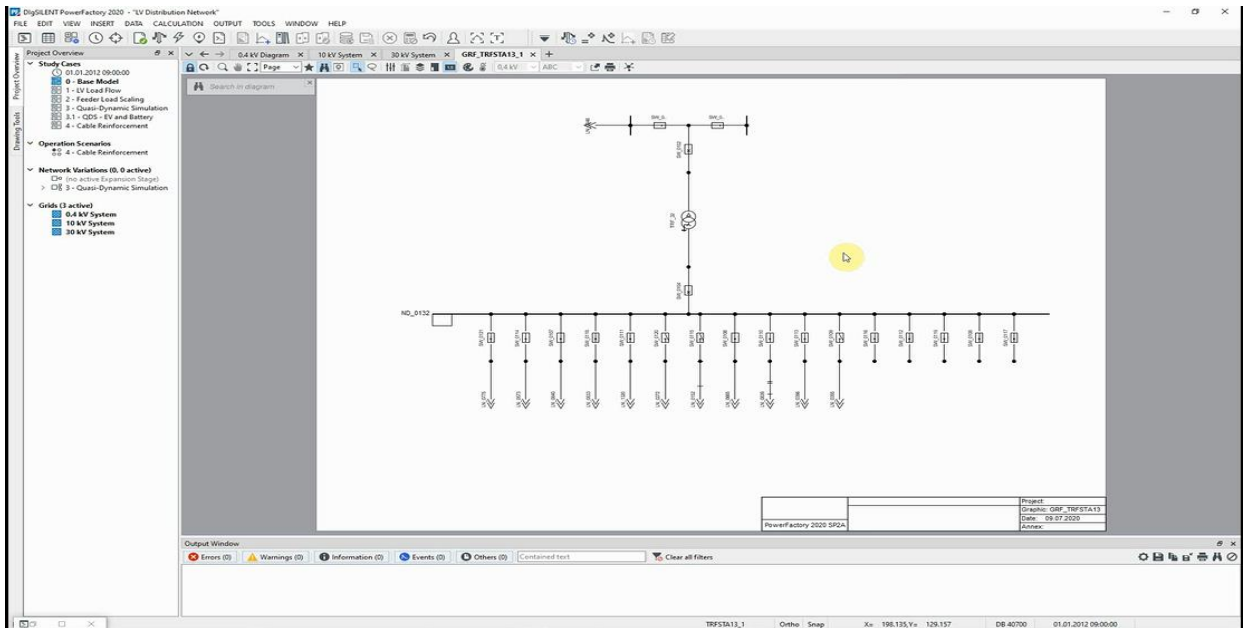 DIgSILENT PowerFactory 2020 - "LV Distribution Network"
FILE EDIT VIEW INSERT DATA CALCULATION OUTPUT TOOLS WINDOW HELP
Project Overview
0.4 kV Diagram 10 kV System 30 kV System GRF_TRFSTA13_1
Page 0,4 kV ABC
Search in diagram
Project Overview
Drawing Tools
Study Cases
01.01.2012 09:00:00
0 - Base Model
1 - LV Load Flow
2 - Feeder Load Scaling
3 - Quasi-Dynamic Simulation
3.1 - QDS - EV and Battery
4 - Cable Reinforcement
Operation Scenarios
4 - Cable Reinforcement
Network Variations (0, 0 active)
(no active Expansion Stage)
3 - Quasi-Dynamic Simulation
Grids (3 active)
0.4 kV System
10 kV System
30 kV System
SW_0.. SW_0..
ND_0132
PowerFactory 2020 SP2A
Project:
Graphic: GRF_TRFSTA13
Date: 09.07.2020
Annex:
Output Window
Errors (0) Warnings (0) Information (0) Events (0) Others (0) Contained text Clear all filters
TRFSTA13_1 Ortho Snap X= 198.135,Y= 129.157 DB 40700 01.01.2012 09:00:00